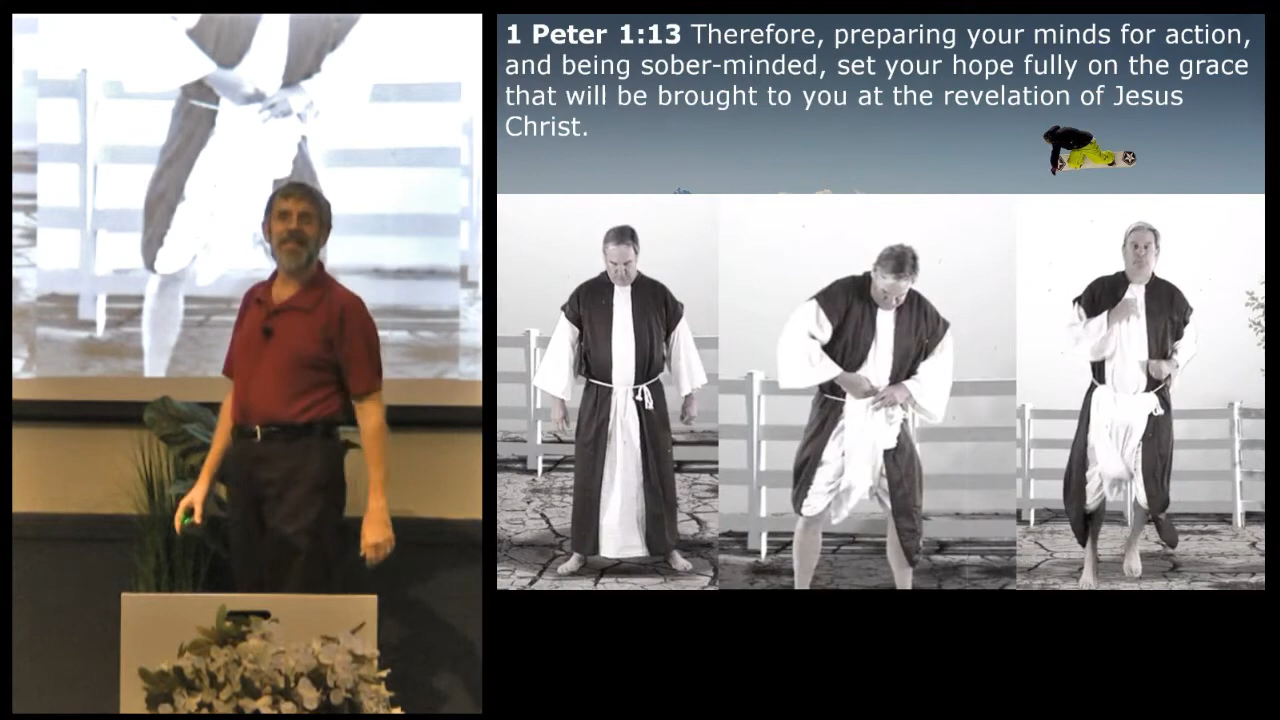 1 Peter 1:13 Therefore, preparing your minds for action,
and being sober-minded, set your hope fully on the grace
that will be brought to you at the revelation of Jesus
Christ.